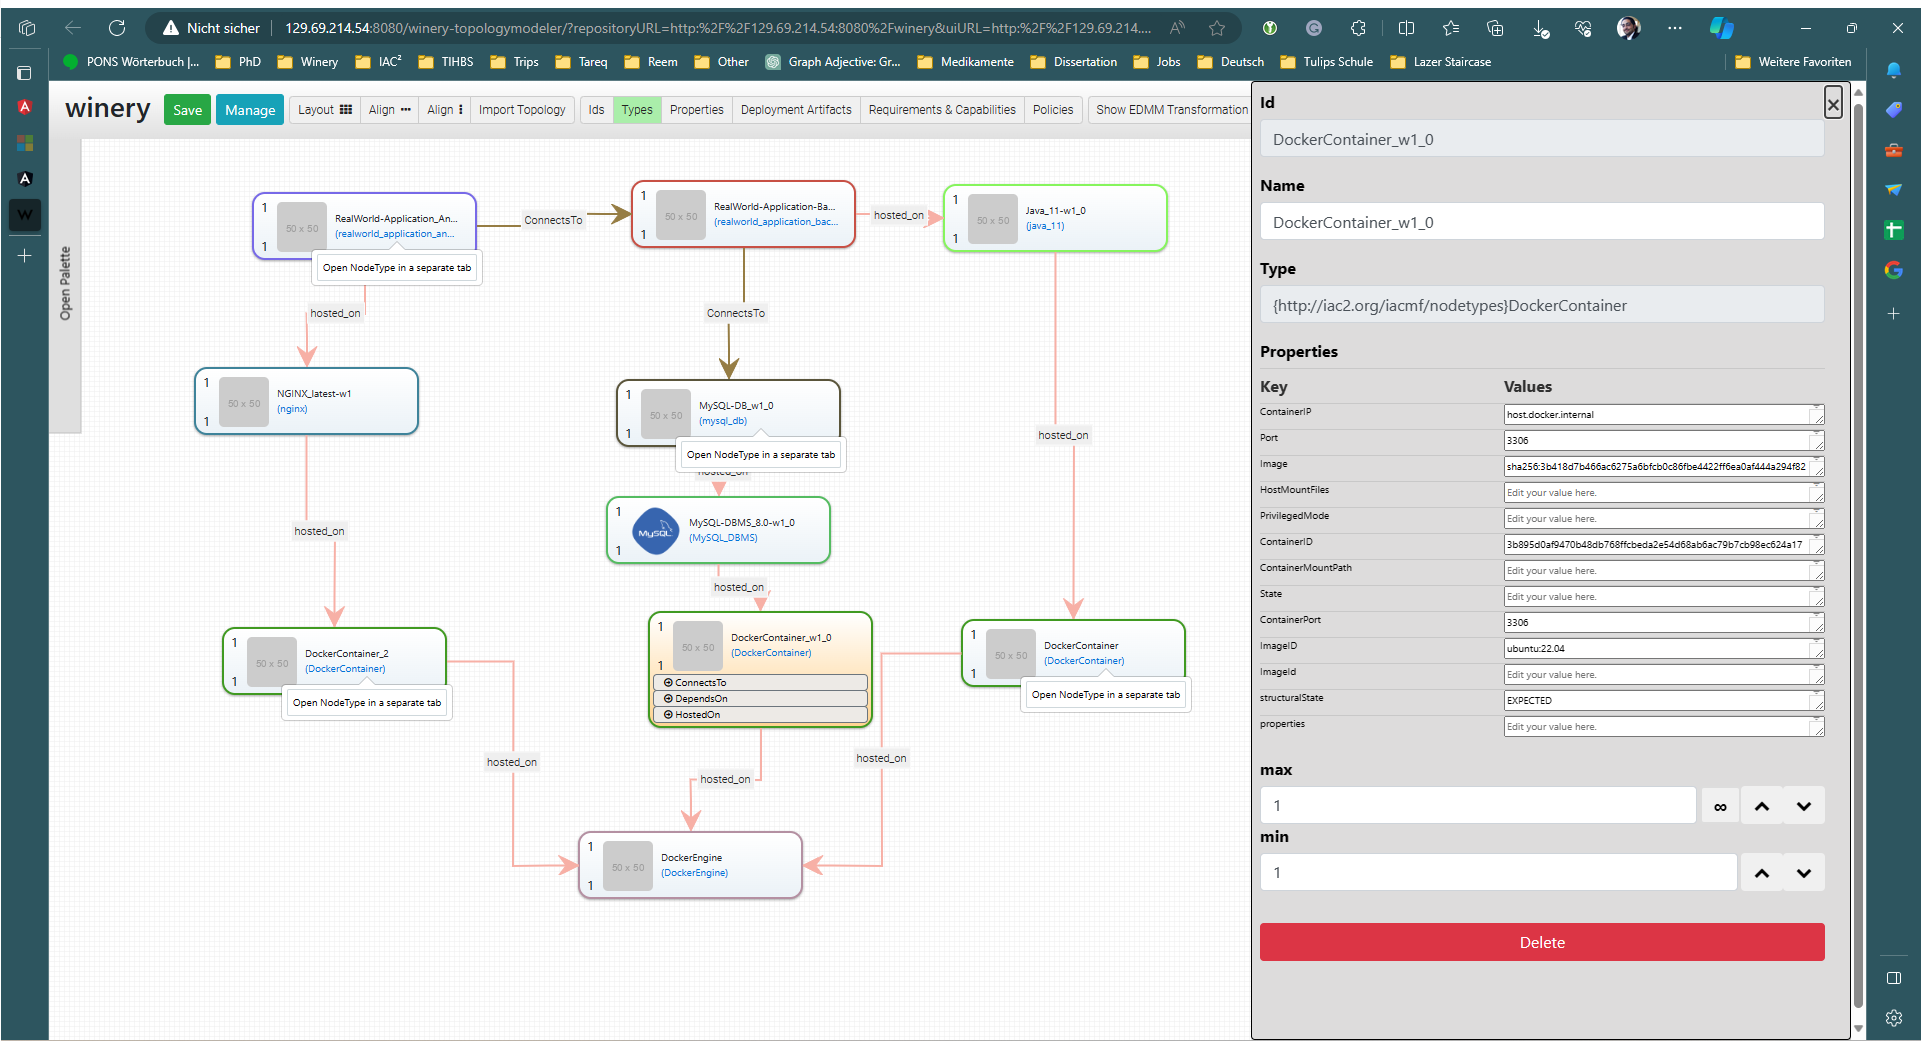 Nicht sicher
129.69.214.54:8080/winery-topologymodeler/?repositoryURL=http:%2F%2F129.69.214.54:8080%2Fwinery&uiURL=http:%2F%2F129.69.214.54:8080%2F129.69.214....
PONS Wörterbuch |...
PhD
Winery
IAC²
TIHBS
Trips
Tareq
Reem
Other
Graph Adjective: Gr...
Medikamente
Dissertation
Jobs
Deutsch
Tulips Schule
Lazer Staircase
Weitere Favoriten
winery
Save
Manage
Layout
Align
Align
Import Topology
Ids
Types
Properties
Deployment Artifacts
Requirements & Capabilities
Policies
Show EDMM Transformation
Open Palette
1
50 x 50
1
RealWorld-Application_An...
(realworld_application_an...
Open NodeType in a separate tab
ConnectsTo
1
50 x 50
1
RealWorld-Application-Ba...
(realworld_application_bac...
hosted_on
1
50 x 50
1
Java_11-w1_0
(java_11)
hosted_on
ConnectsTo
1
50 x 50
1
NGINX_latest-w1
(nginx)
1
50 x 50
1
MySQL-DB_w1_0
(mysql_db)
Open NodeType in a separate tab
hosted_on
hosted_on
1
MySQL
1
MySQL-DBMS_8.0-w1_0
(MySQL_DBMS)
hosted_on
hosted_on
1
50 x 50
1
DockerContainer_2
(DockerContainer)
Open NodeType in a separate tab
1
50 x 50
1
DockerContainer_w1_0
(DockerContainer)
ConnectsTo
DependsOn
HostedOn
1
50 x 50
1
DockerContainer
(DockerContainer)
Open NodeType in a separate tab
hosted_on
hosted_on
hosted_on
1
50 x 50
1
DockerEngine
(DockerEngine)
Id
DockerContainer_w1_0
Name
DockerContainer_w1_0
Type
{http://iac2.org/iacmf/nodetypes}DockerContainer
Properties
Key Values
ContainerIP host.docker.internal
Port 3306
Image sha256:3b418d7b466ac6275a6bfcb0c86fbe4422ff6ea0af444a294f82
HostMountFiles Edit your value here.
PrivilegedMode Edit your value here.
ContainerID 3b895d0af9470b48db768ffcbeda2e54d68ab6ac79b7cb98ec624a17
ContainerMountPath Edit your value here.
State Edit your value here.
ContainerPort 3306
ImageID ubuntu:22.04
ImageId Edit your value here.
structuralState EXPECTED
properties Edit your value here.
max
1 ∞
min
1
Delete